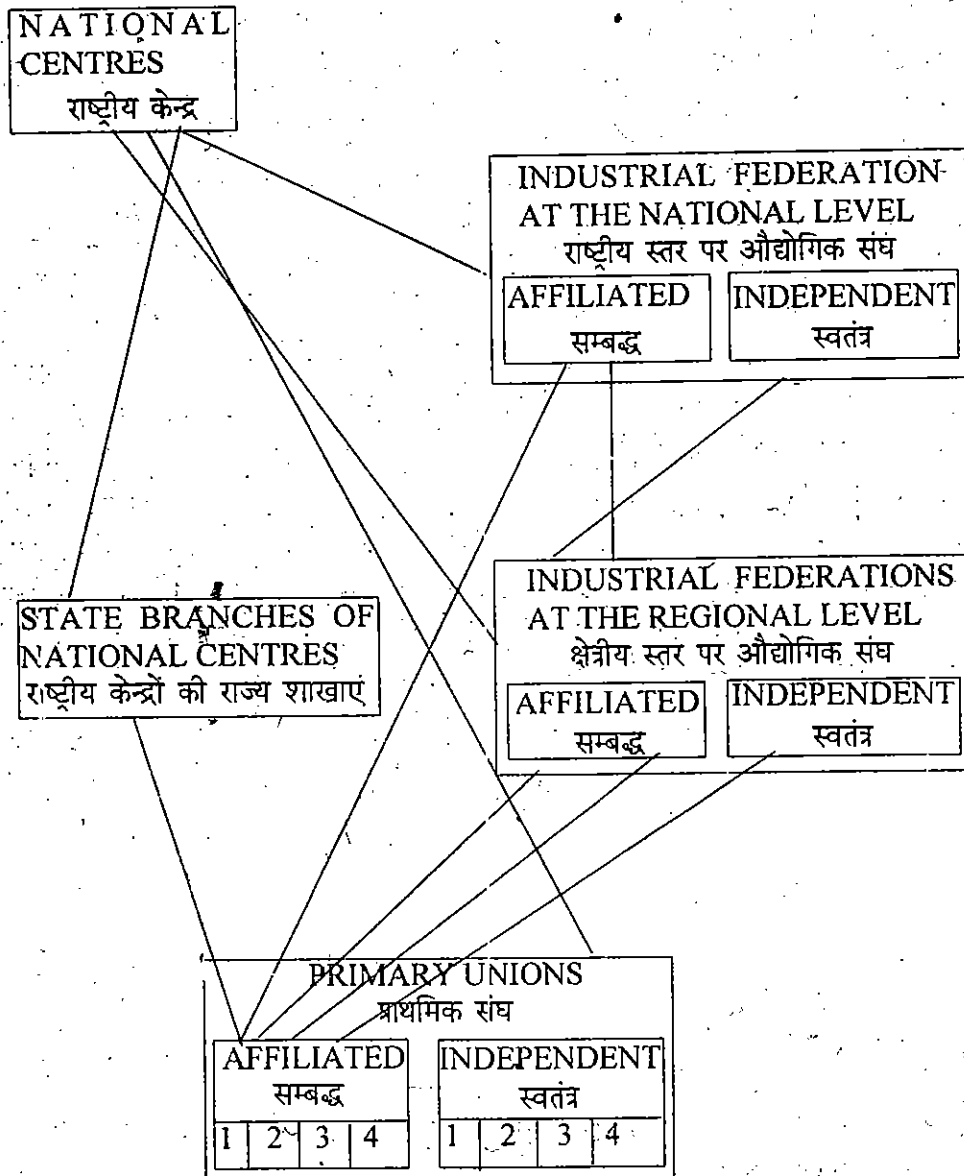 NATIONAL
CENTRES
राष्ट्रीय केन्द्र
INDUSTRIAL FEDERATION
AT THE NATIONAL LEVEL
राष्ट्रीय स्तर पर औद्योगिक संघ
AFFILIATED
सम्बद्ध
INDEPENDENT
स्वतंत्र
INDUSTRIAL FEDERATIONS
AT THE REGIONAL LEVEL
क्षेत्रीय स्तर पर औद्योगिक संघ
AFFILIATED
सम्बद्ध
INDEPENDENT
स्वतंत्र
STATE BRANCHES OF
NATIONAL CENTRES
राष्ट्रीय केन्द्रों की राज्य शाखाएं
PRIMARY UNIONS
प्राथमिक संघ
AFFILIATED
सम्बद्ध
1 2 3 4
INDEPENDENT
स्वतंत्र
1 2 3 4